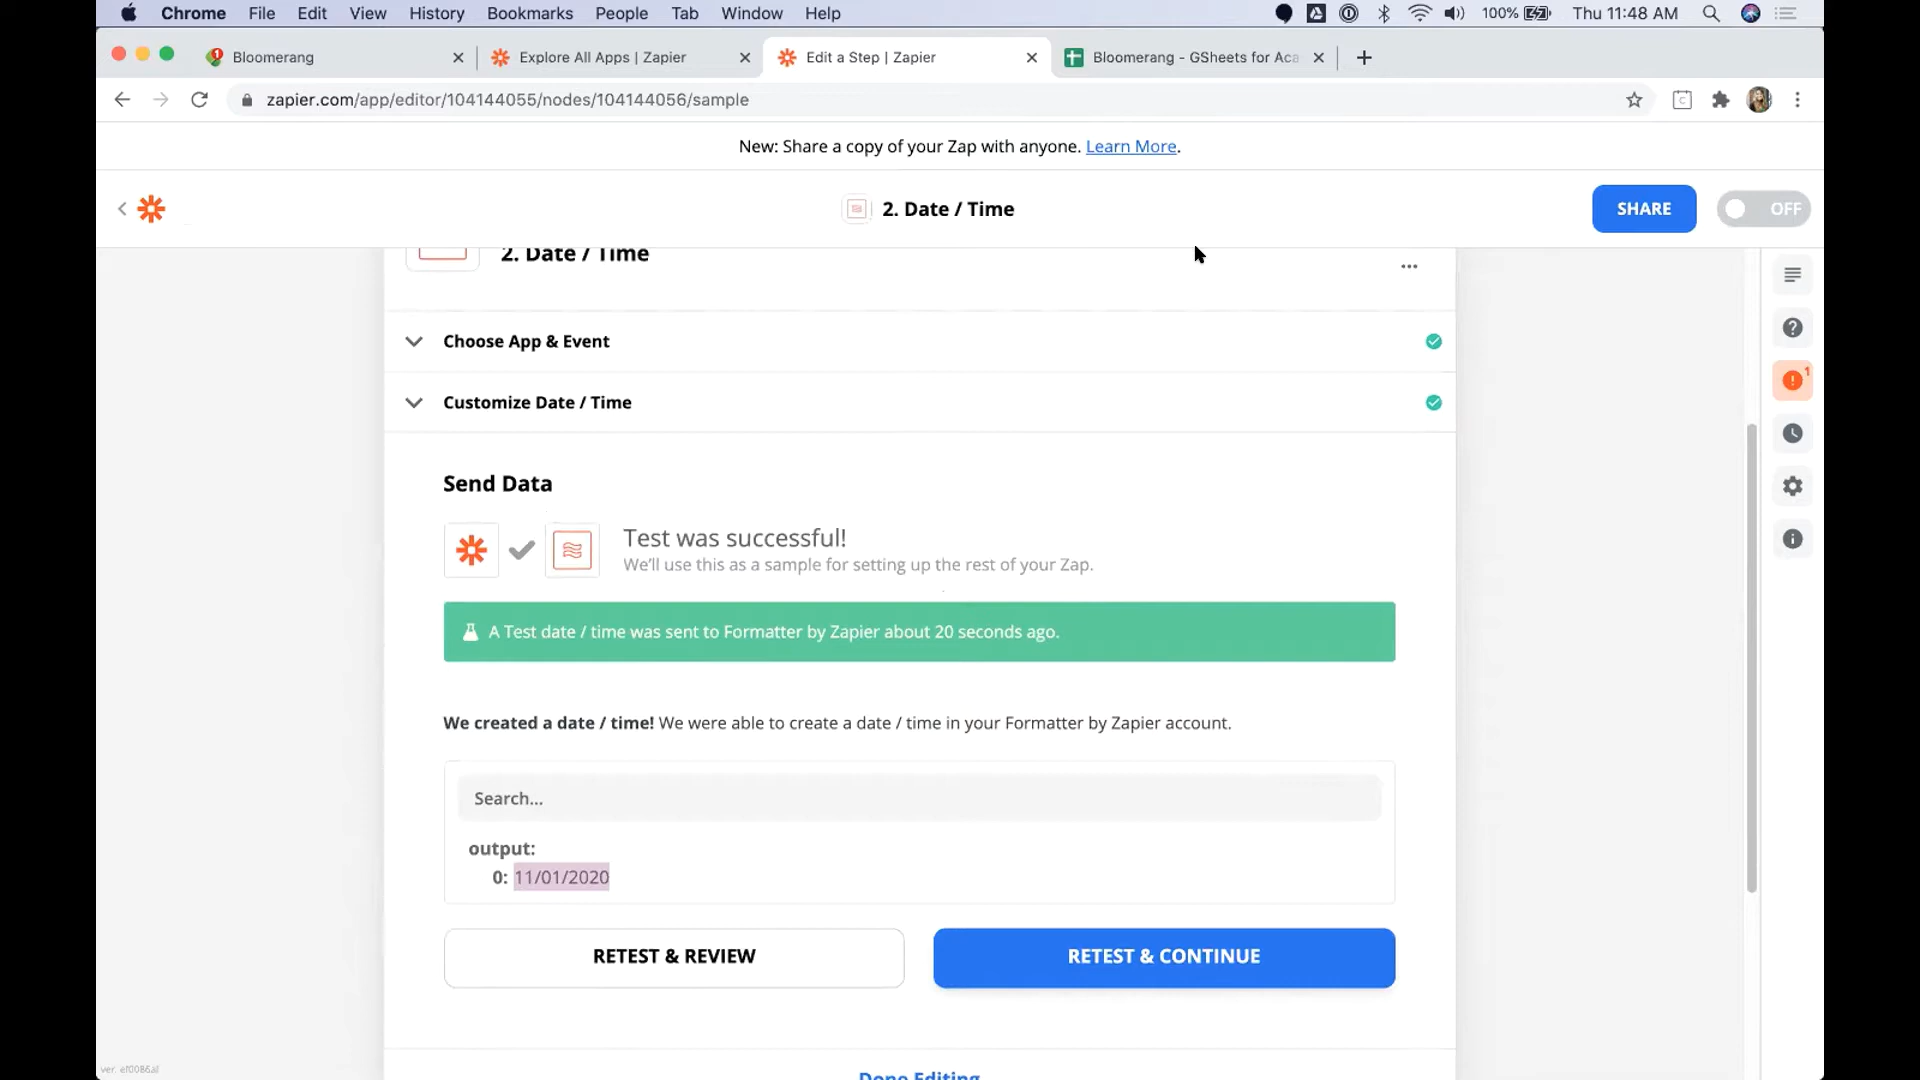 Chrome File Edit View History Bookmarks People Tab Window Help 100% Thu 11:48 AM
Bloomerang Explore All Apps | Zapier Edit a Step | Zapier Bloomerang - GSheets for Aca
zapier.com/app/editor/104144055/nodes/104144056/sample
New: Share a copy of your Zap with anyone. Learn More.
2. Date / Time SHARE OFF
2. Date / Time
Choose App & Event
1
Customize Date / Time
Send Data
Test was successful!
We'll use this as a sample for setting up the rest of your Zap.
A Test date / time was sent to Formatter by Zapier about 20 seconds ago.
We created a date / time! We were able to create a date / time in your Formatter by Zapier account.
Search...
output:
0: 11/01/2020
RETEST & REVIEW RETEST & CONTINUE
Done Editing